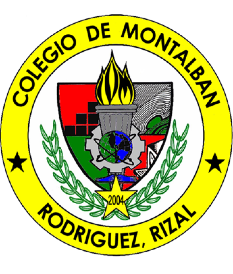 COLEGIO DE MONTALBAN
2004
RODRIGUEZ, RIZAL